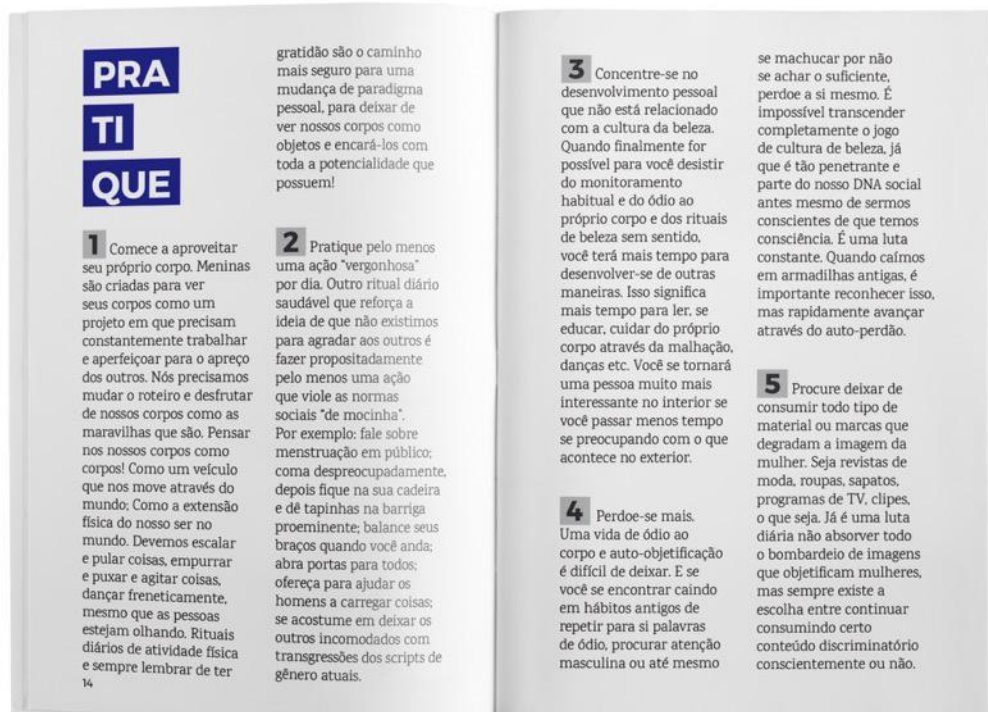 PRA
TI
QUE
1 Comece a aproveitar
seu próprio corpo. Meninas
são criadas para ver
seus corpos como um
projeto em que precisam
constantemente trabalhar
e aperfeiçoar para o apreço
dos outros. Nós precisamos
mudar o roteiro e desfrutar
de nossos corpos como as
maravilhas que são. Pensar
nos nossos corpos como
corpos! Como um veículo
que nos move através do
mundo; Como a extensão
física do nosso ser no
mundo. Devemos escalar
e pular coisas, empurrar
e puxar e agitar coisas,
dançar freneticamente,
mesmo que as pessoas
estejam olhando. Rituais
diários de atividade física
e sempre lembrar de ter
14
gratidão são o caminho
mais seguro para uma
mudança de paradigma
pessoal, para deixar de
ver nossos corpos como
objetos e encará-los com
toda a potencialidade que
possuem!
2 Pratique pelo menos
uma ação "vergonhosa"
por dia. Outro ritual diário
saudável que reforça a
ideia de que não existimos
para agradar aos outros é
fazer propositadamente
pelo menos uma ação
que viole as normas
sociais "de mocinha".
Por exemplo: fale sobre
menstruação em público;
coma despreocupadamente,
depois fique na sua cadeira
e dê tapinhas na barriga
proeminente; balance seus
braços quando você anda;
abra portas para todos;
ofereça para ajudar os
homens a carregar coisas;
se acostume em deixar os
outros incomodados com
transgressões dos scripts de
gênero atuais.
3 Concentre-se no
desenvolvimento pessoal
que não está relacionado
com a cultura da beleza.
Quando finalmente for
possível para você desistir
do monitoramento
habitual e do ódio ao
próprio corpo e dos rituais
de beleza sem sentido,
você terá mais tempo para
desenvolver-se de outras
maneiras. Isso significa
mais tempo para ler, se
educar, cuidar do próprio
corpo através da malhação,
danças etc. Você se tornará
uma pessoa muito mais
interessante no interior se
você passar menos tempo
se preocupando com o que
acontece no exterior.
4 Perdoe-se mais.
Uma vida de ódio ao
corpo e auto-objetificação
é difícil de deixar. E se
você se encontrar caindo
em hábitos antigos de
repetir para si palavras
de ódio, procurar atenção
masculina ou até mesmo
se machucar por não
se achar o suficiente,
perdoe a si mesmo. É
impossível transcender
completamente o jogo
de cultura de beleza, já
que é tão penetrante e
parte do nosso DNA social
antes mesmo de sermos
conscientes de que temos
consciência. É uma luta
constante. Quando caímos
em armadilhas antigas, é
importante reconhecer isso,
mas rapidamente avançar
através do auto-perdão.
5 Procure deixar de
consumir todo tipo de
material ou marcas que
degradam a imagem da
mulher. Seja revistas de
moda, roupas, sapatos,
programas de TV, clipes,
o que seja. Já é uma luta
diária não absorver todo
o bombardeio de imagens
que objetificam mulheres,
mas sempre existe a
escolha entre continuar
consumindo certo
conteúdo discriminatório
conscientemente ou não.